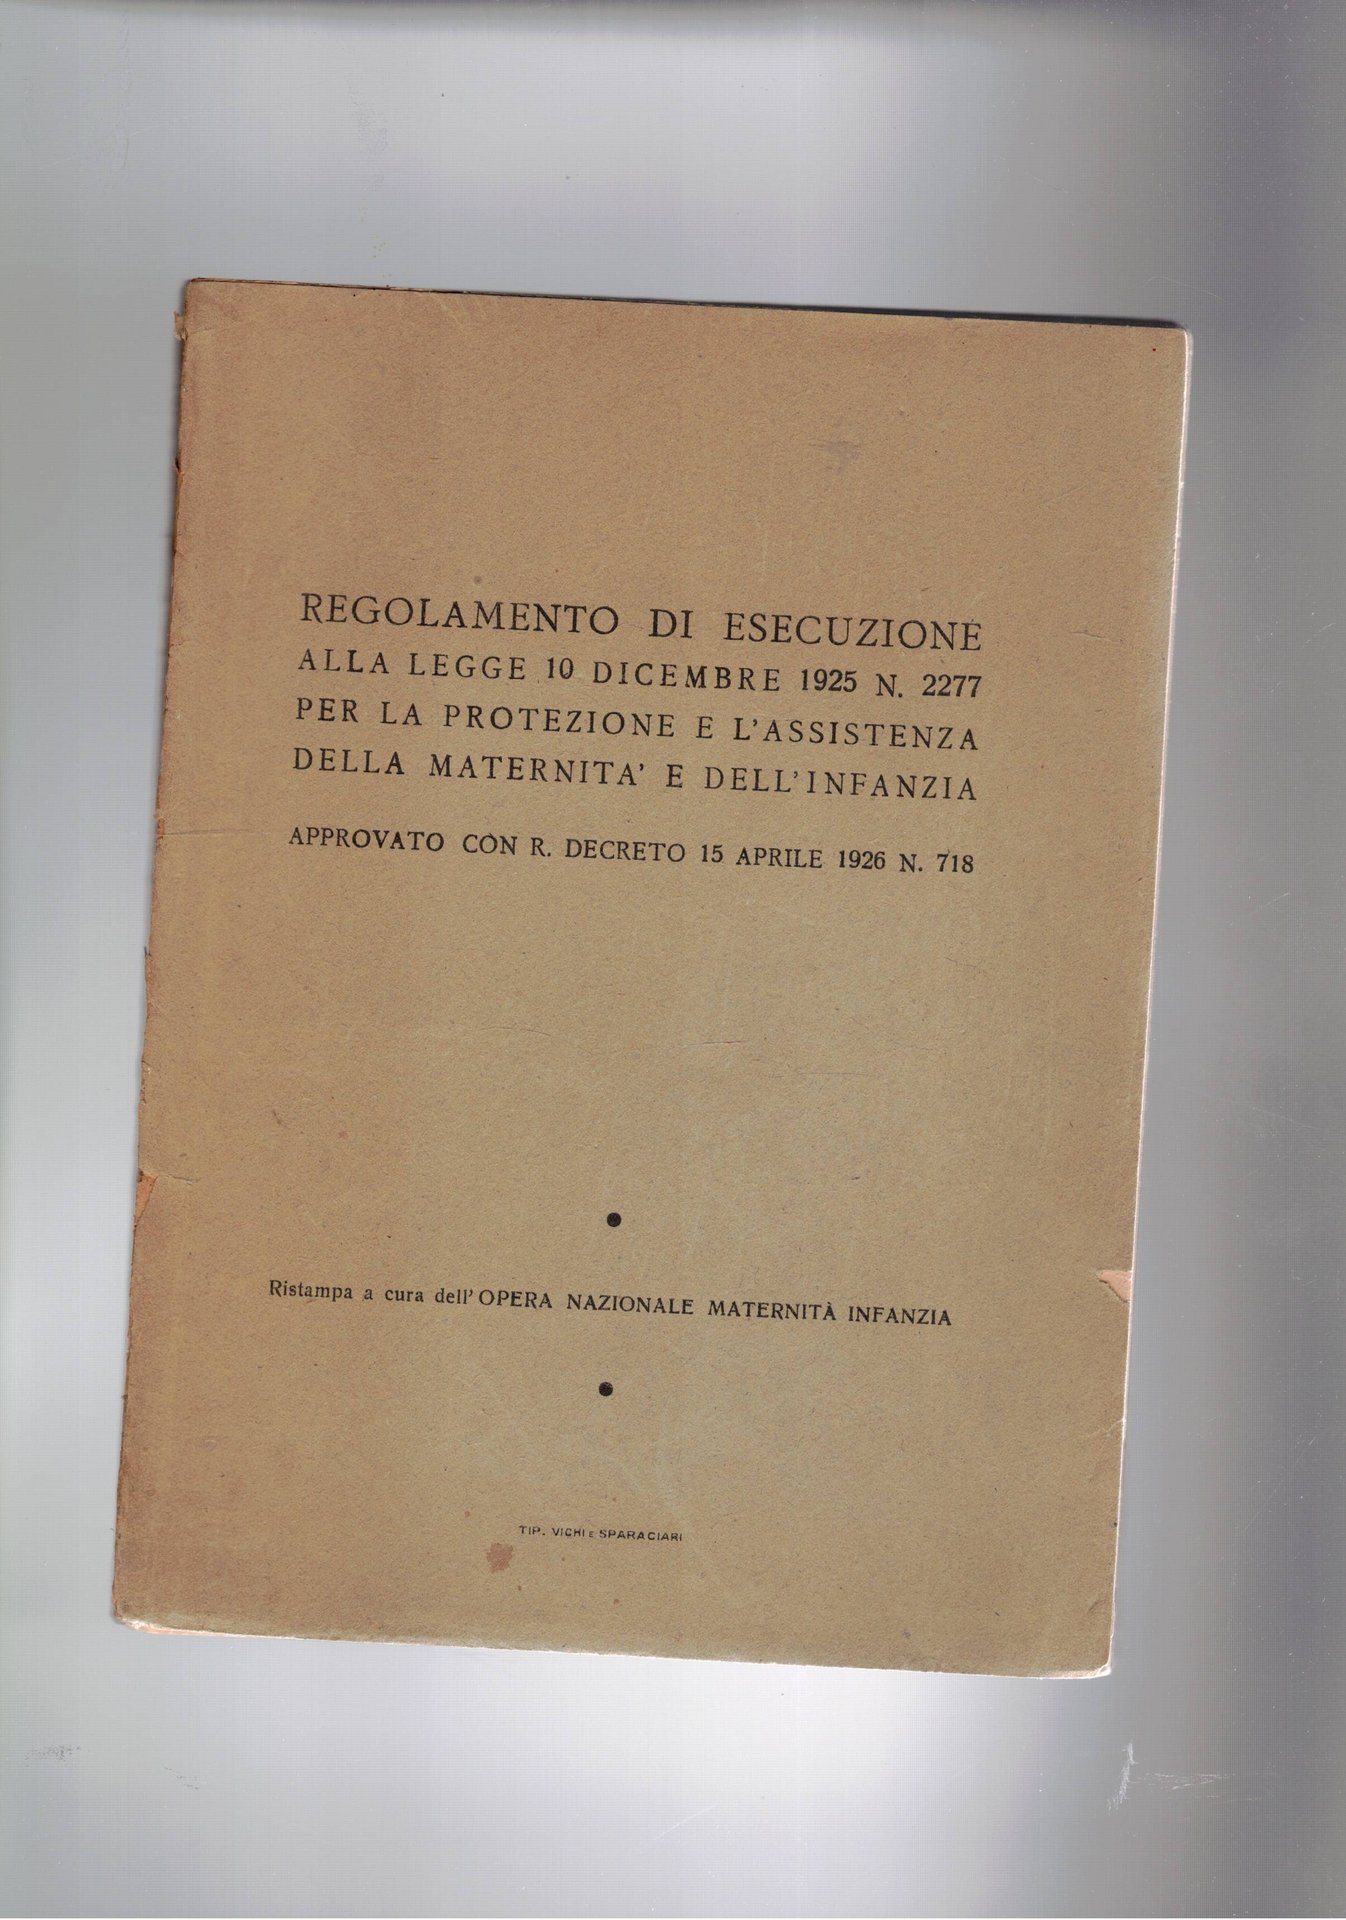 REGOLAMENTO DI ESECUZIONE
ALLA LEGGE 10 DICEMBRE 1925 N. 2277
PER LA PROTEZIONE E L'ASSISTENZA
DELLA MATERNITA' E DELL'INFANZIA
APPROVATO CON R. DECRETO 15 APRILE 1926 N. 718
Ristampa a cura dell' OPERA NAZIONALE MATERNITÀ INFANZIA
TIP. VICHI E SPARACIARI